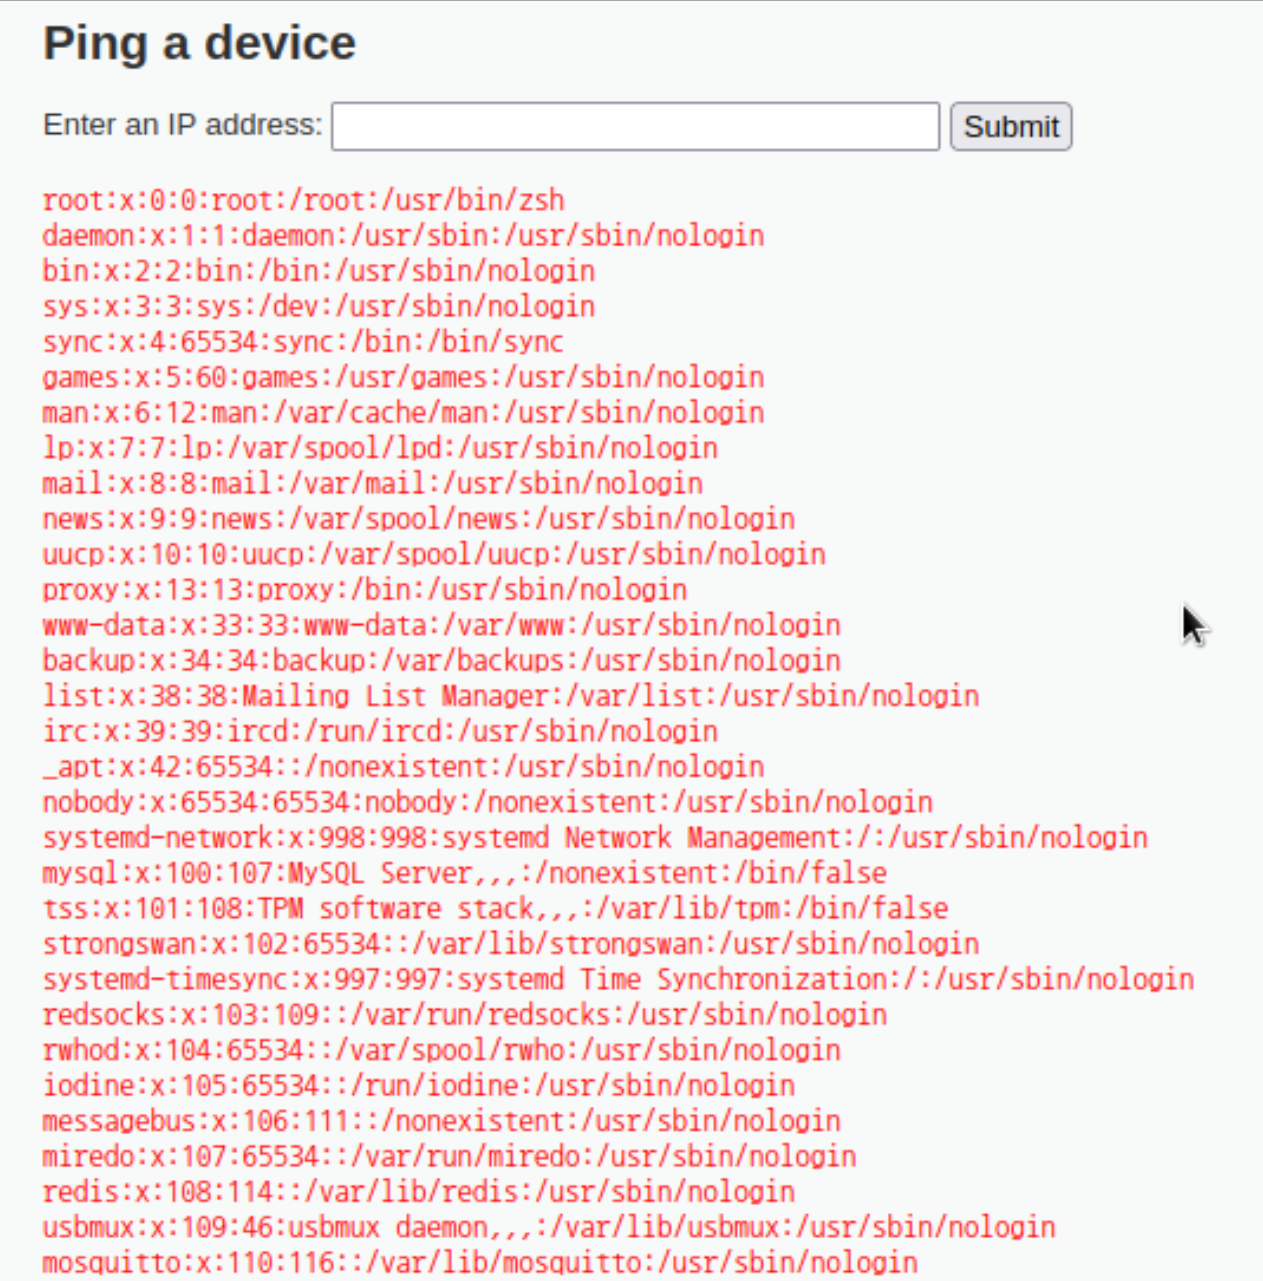 Ping a device
Enter an IP address: Submit
root:x:0:0:root:/root:/usr/bin/zsh
daemon:x:1:1:daemon:/usr/sbin:/usr/sbin/nologin
bin:x:2:2:bin:/bin:/usr/sbin/nologin
sys:x:3:3:sys:/dev:/usr/sbin/nologin
sync:x:4:65534:sync:/bin:/bin/sync
games:x:5:60:games:/usr/games:/usr/sbin/nologin
man:x:6:12:man:/var/cache/man:/usr/sbin/nologin
lp:x:7:7:lp:/var/spool/lpd:/usr/sbin/nologin
mail:x:8:8:mail:/var/mail:/usr/sbin/nologin
news:x:9:9:news:/var/spool/news:/usr/sbin/nologin
uucp:x:10:10:uucp:/var/spool/uucp:/usr/sbin/nologin
proxy:x:13:13:proxy:/bin:/usr/sbin/nologin
www-data:x:33:33:www-data:/var/www:/usr/sbin/nologin
backup:x:34:34:backup:/var/backups:/usr/sbin/nologin
list:x:38:38:Mailing List Manager:/var/list:/usr/sbin/nologin
irc:x:39:39:ircd:/run/ircd:/usr/sbin/nologin
_apt:x:42:65534::/nonexistent:/usr/sbin/nologin
nobody:x:65534:65534:nobody:/nonexistent:/usr/sbin/nologin
systemd-network:x:998:998:systemd Network Management:/:/usr/sbin/nologin
mysql:x:100:107:MySQL Server,,,:/nonexistent:/bin/false
tss:x:101:108:TPM software stack,,,:/var/lib/tpm:/bin/false
strongswan:x:102:65534::/var/lib/strongswan:/usr/sbin/nologin
systemd-timesync:x:997:997:systemd Time Synchronization:/:/usr/sbin/nologin
redsocks:x:103:109::/var/run/redsocks:/usr/sbin/nologin
rwhod:x:104:65534::/var/spool/rwho:/usr/sbin/nologin
iodine:x:105:65534::/run/iodine:/usr/sbin/nologin
messagebus:x:106:111::/nonexistent:/usr/sbin/nologin
miredo:x:107:65534::/var/run/miredo:/usr/sbin/nologin
redis:x:108:114::/var/lib/redis:/usr/sbin/nologin
usbmux:x:109:46:usbmux daemon,,,:/var/lib/usbmux:/usr/sbin/nologin
mosquitto:x:110:116::/var/lib/mosquitto:/usr/sbin/nologin